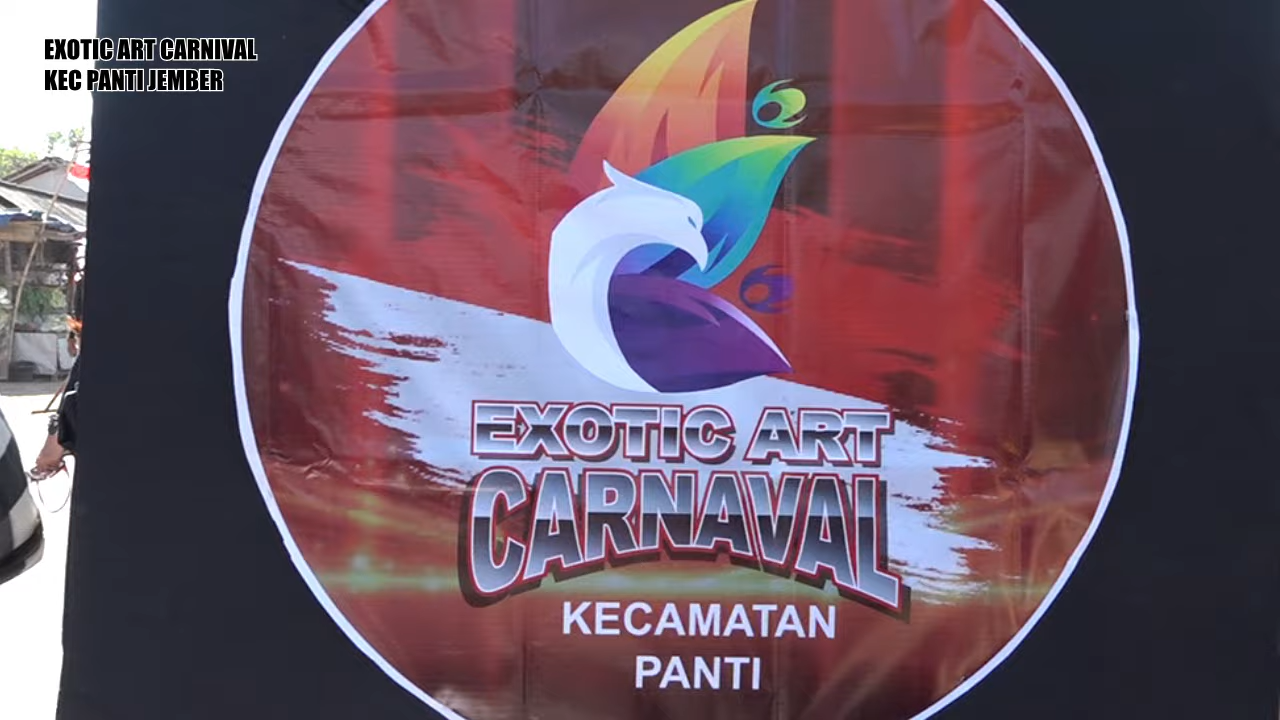 EXOTIC ART CARNIVAL
KEC PANTI JEMBER
EXOTIC ART
CARNAVAL
KECAMATAN
PANTI